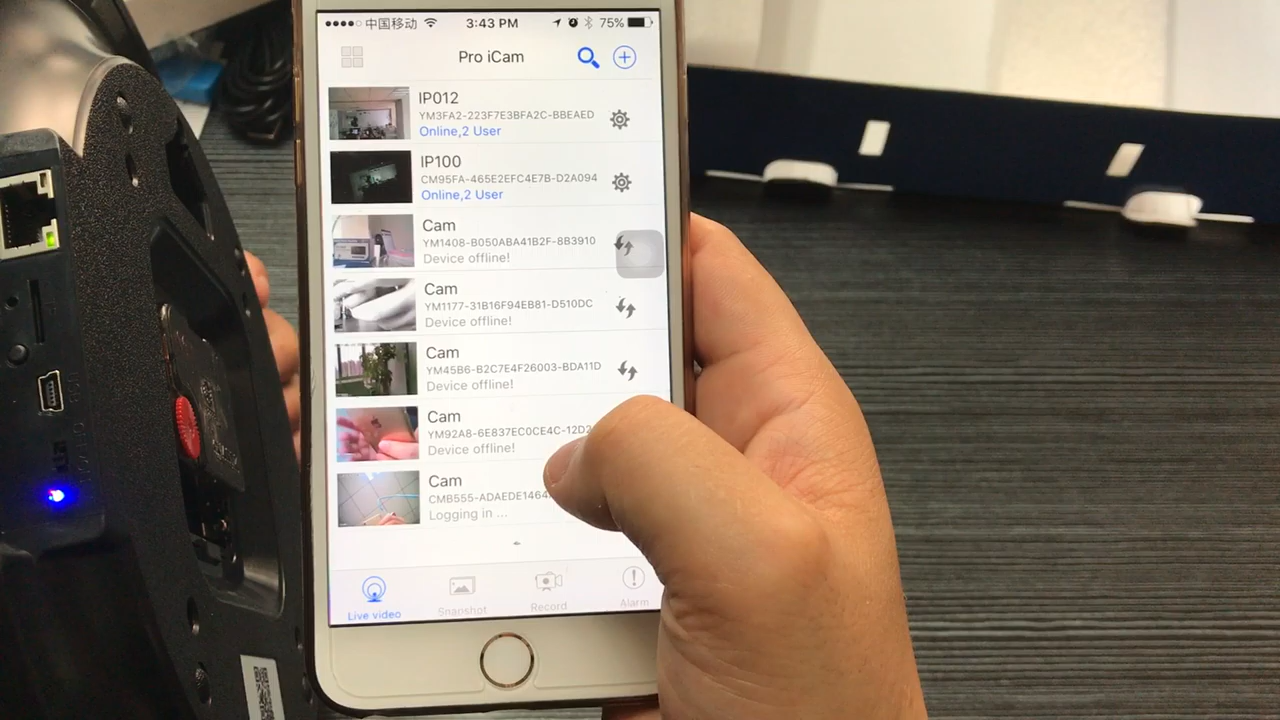 中国移动 3:43 PM 75%
Pro iCam
IP012
YM3FA2-223F7E3BFA2C-BBEAED
Online,2 User
IP100
CM95FA-465E2EFC4E7B-D2A094
Online,2 User
Cam
YM1408-B050ABA41B2F-8B3910
Device offline!
Cam
YM1177-31B16F94EB81-D510DC
Device offline!
Cam
YM45B6-B2C7E4F26003-BDA11D
Device offline!
Cam
YM92A8-6E837EC0CE4C-12D2
Device offline!
Cam
CMB555-ADAEDE1464
Logging in ...
Live video Snapshot Record Alarm